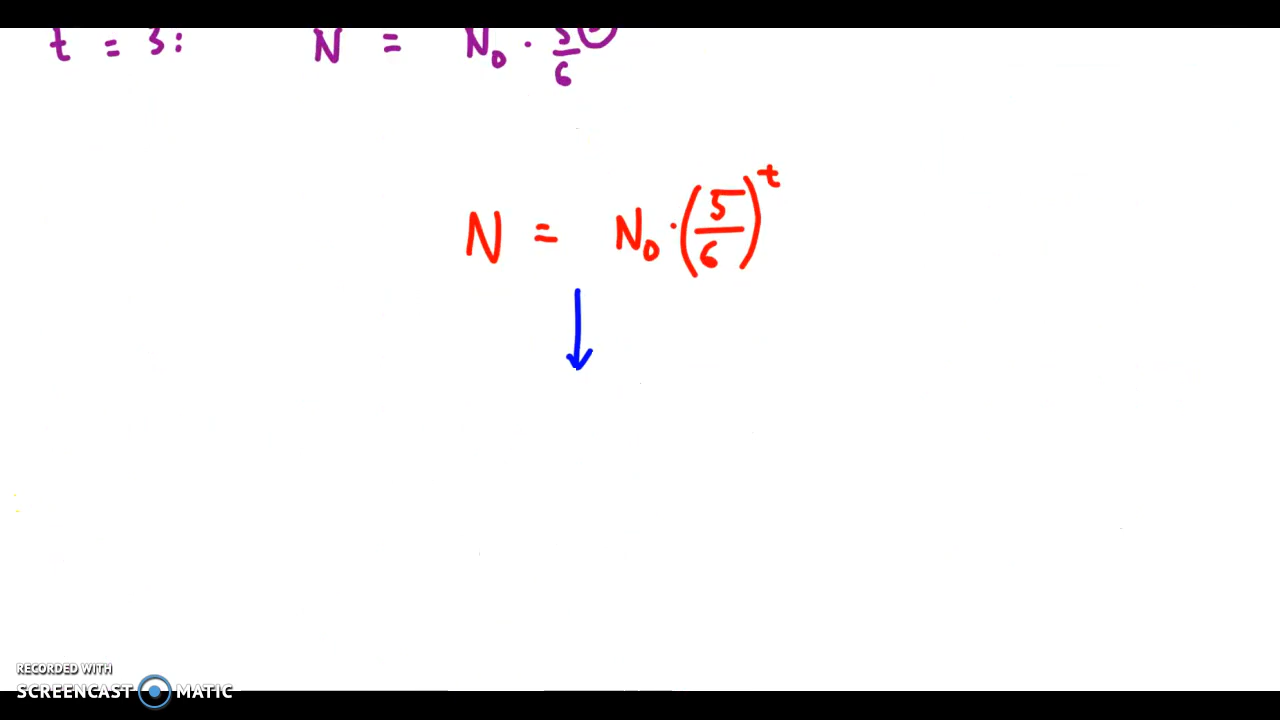 t = 3: N = N₀ · 5/6
N = N₀ · (5/6)^t
RECORDED WITH
SCREENCAST MATIC